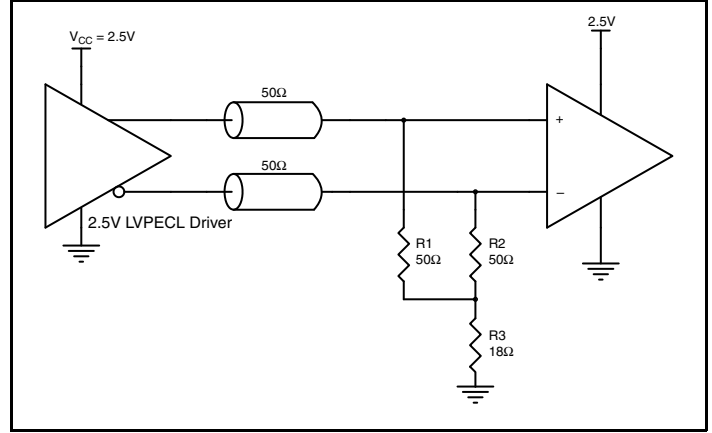 V_CC = 2.5V
2.5V
50Ω
50Ω
+
−
2.5V LVPECL Driver
R1
50Ω
R2
50Ω
R3
18Ω